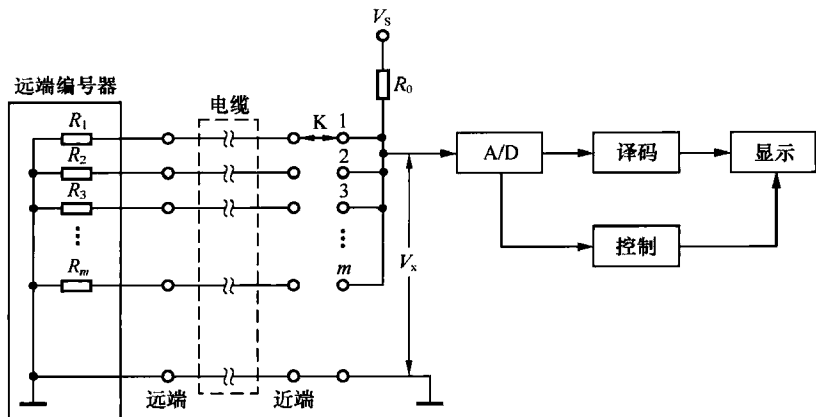 V_s
R_0
远端编号器
R_1
R_2
R_3
R_m
电缆
K
1
2
3
m
V_x
A/D
译码
显示
控制
远端
近端